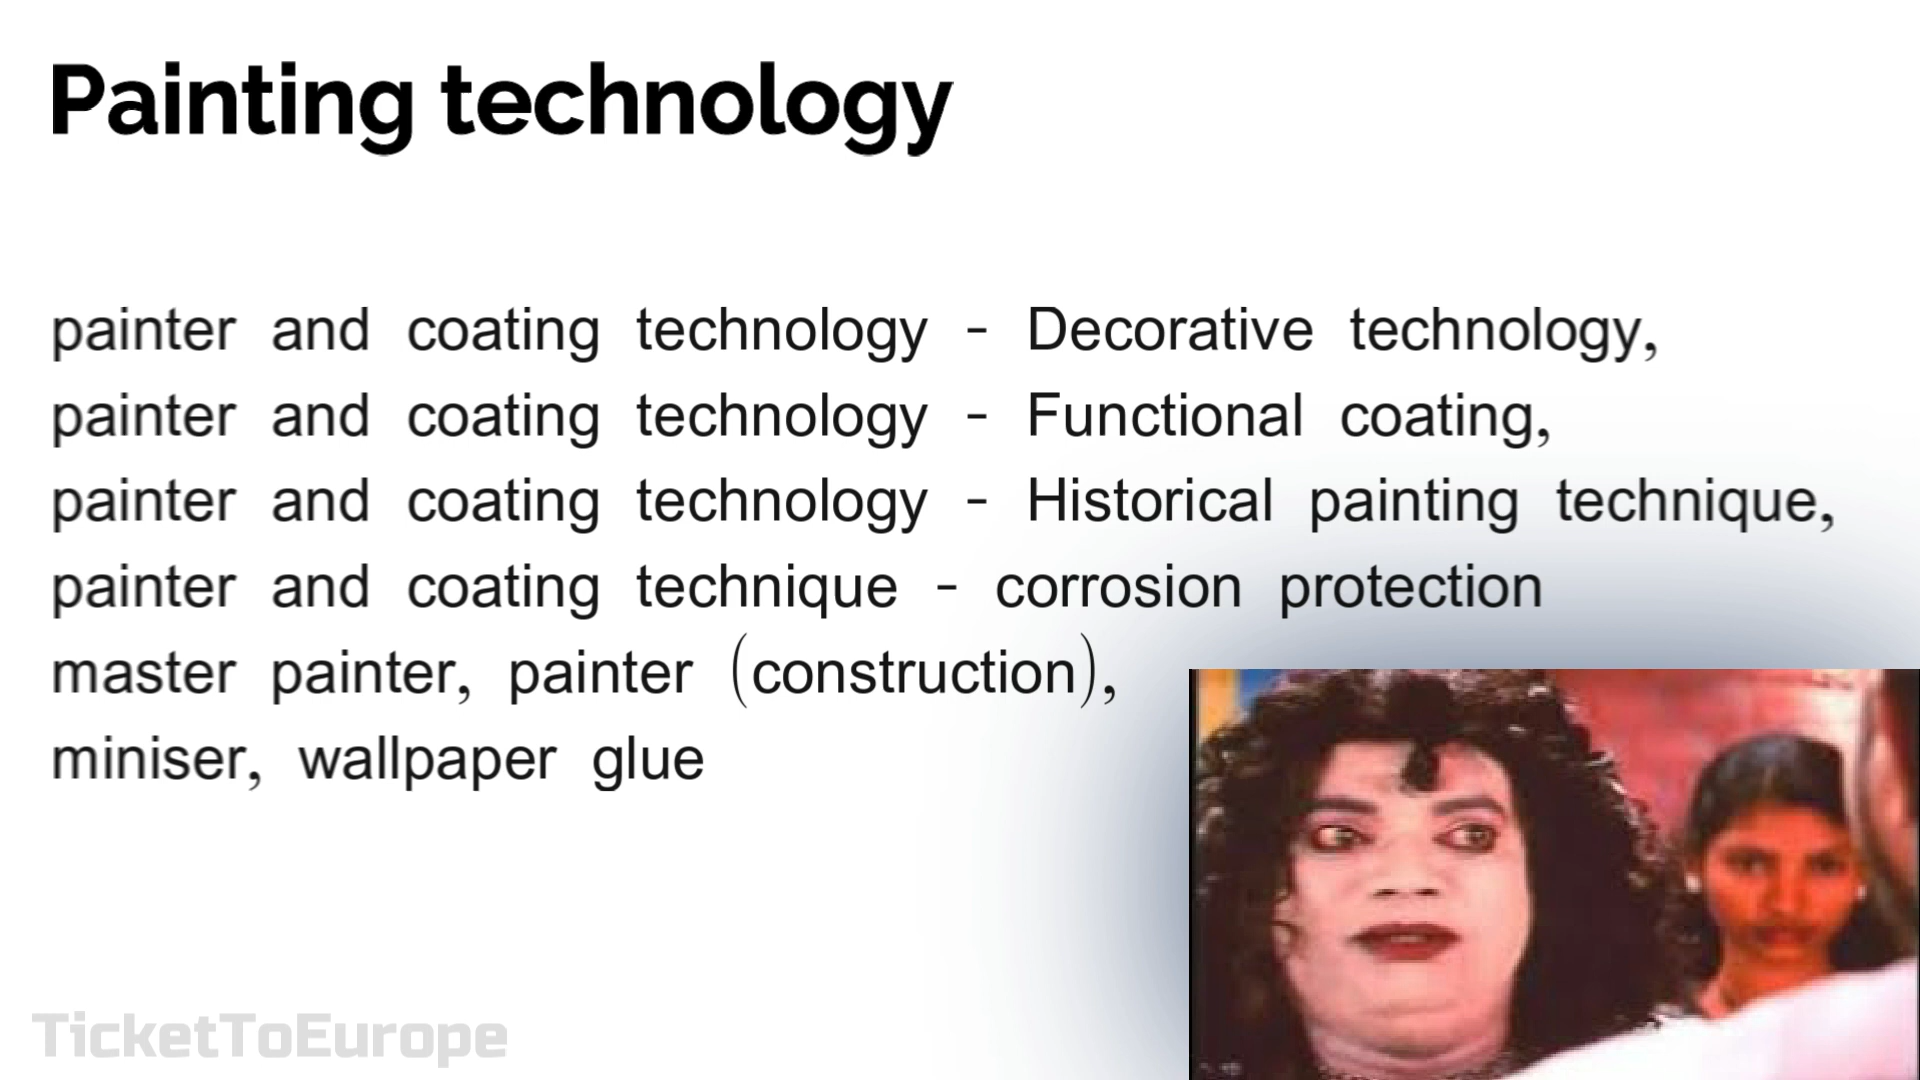 Painting technology
painter and coating technology - Decorative technology,
painter and coating technology - Functional coating,
painter and coating technology - Historical painting technique,
painter and coating technique - corrosion protection
master painter, painter (construction),
miniser, wallpaper glue
TicketToEurope